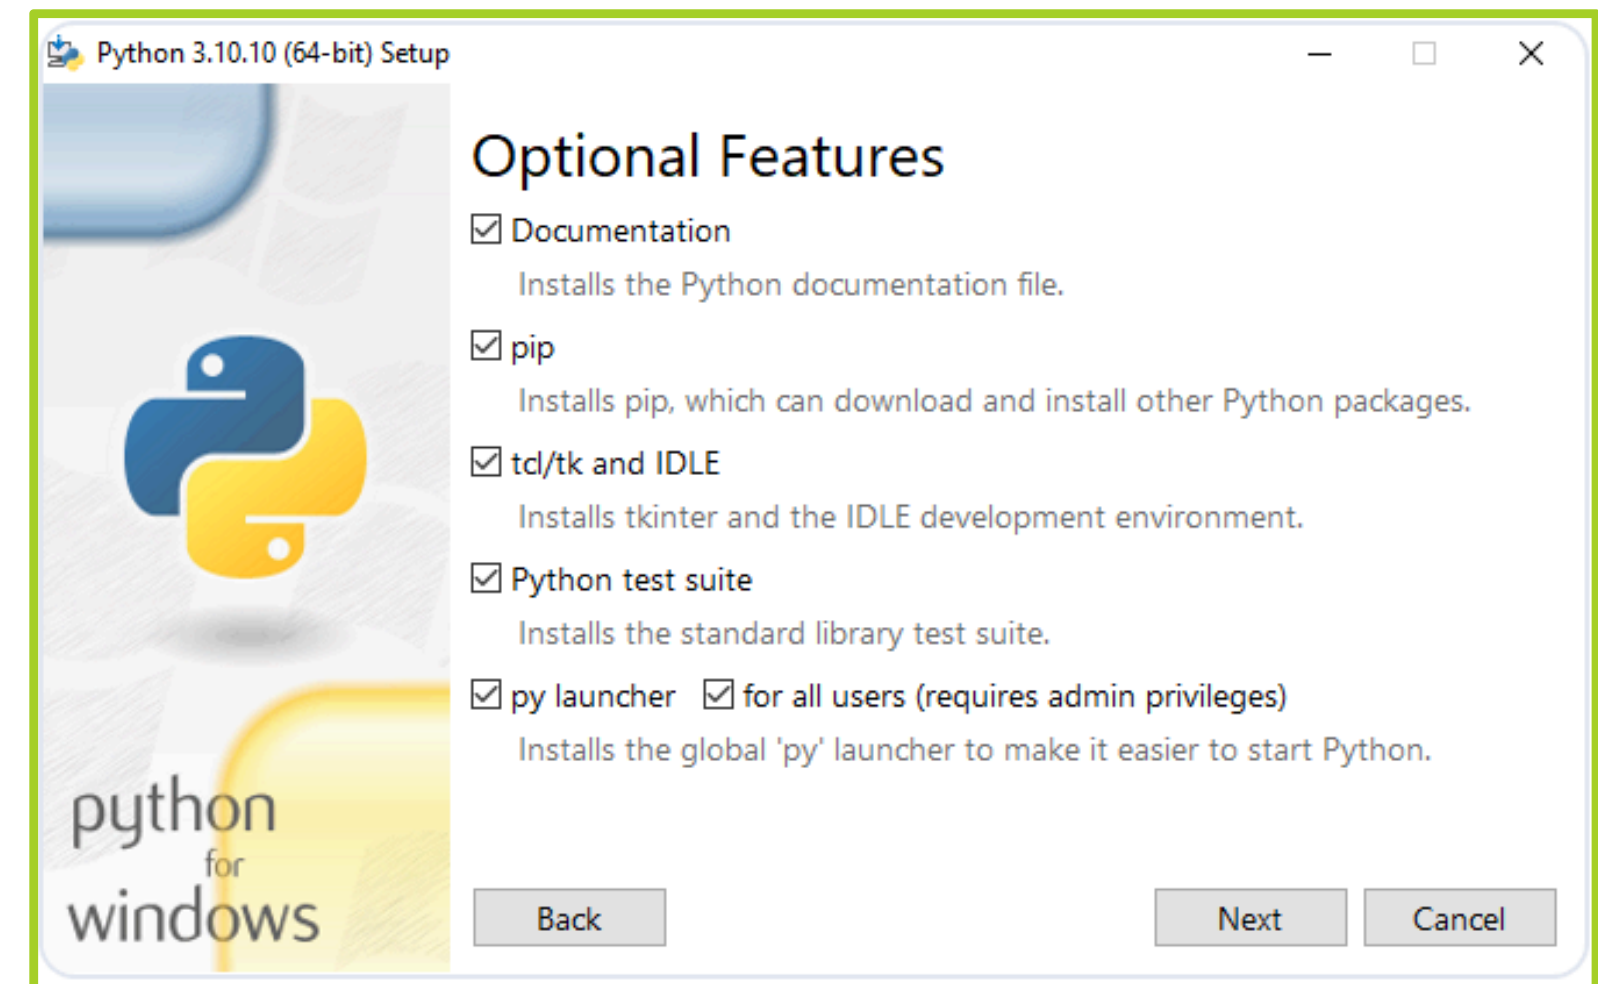 Python 3.10.10 (64-bit) Setup
Optional Features
Documentation
Installs the Python documentation file.
pip
Installs pip, which can download and install other Python packages.
tcl/tk and IDLE
Installs tkinter and the IDLE development environment.
Python test suite
Installs the standard library test suite.
py launcher for all users (requires admin privileges)
Installs the global 'py' launcher to make it easier to start Python.
python
for
windows
Back Next Cancel